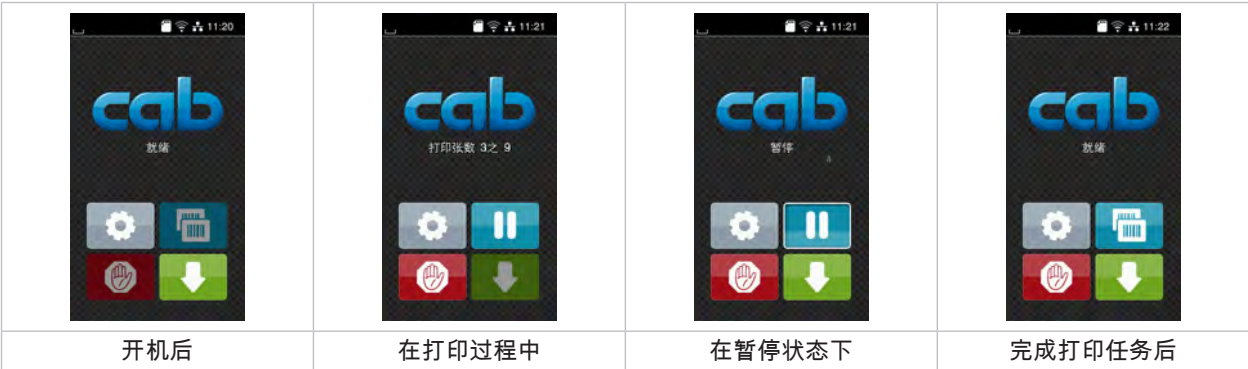 11:20
cab
就绪
开机后
11:21
cab
打印张数 3之 9
在打印过程中
11:21
cab
暂停
在暂停状态下
11:22
cab
就绪
完成打印任务后